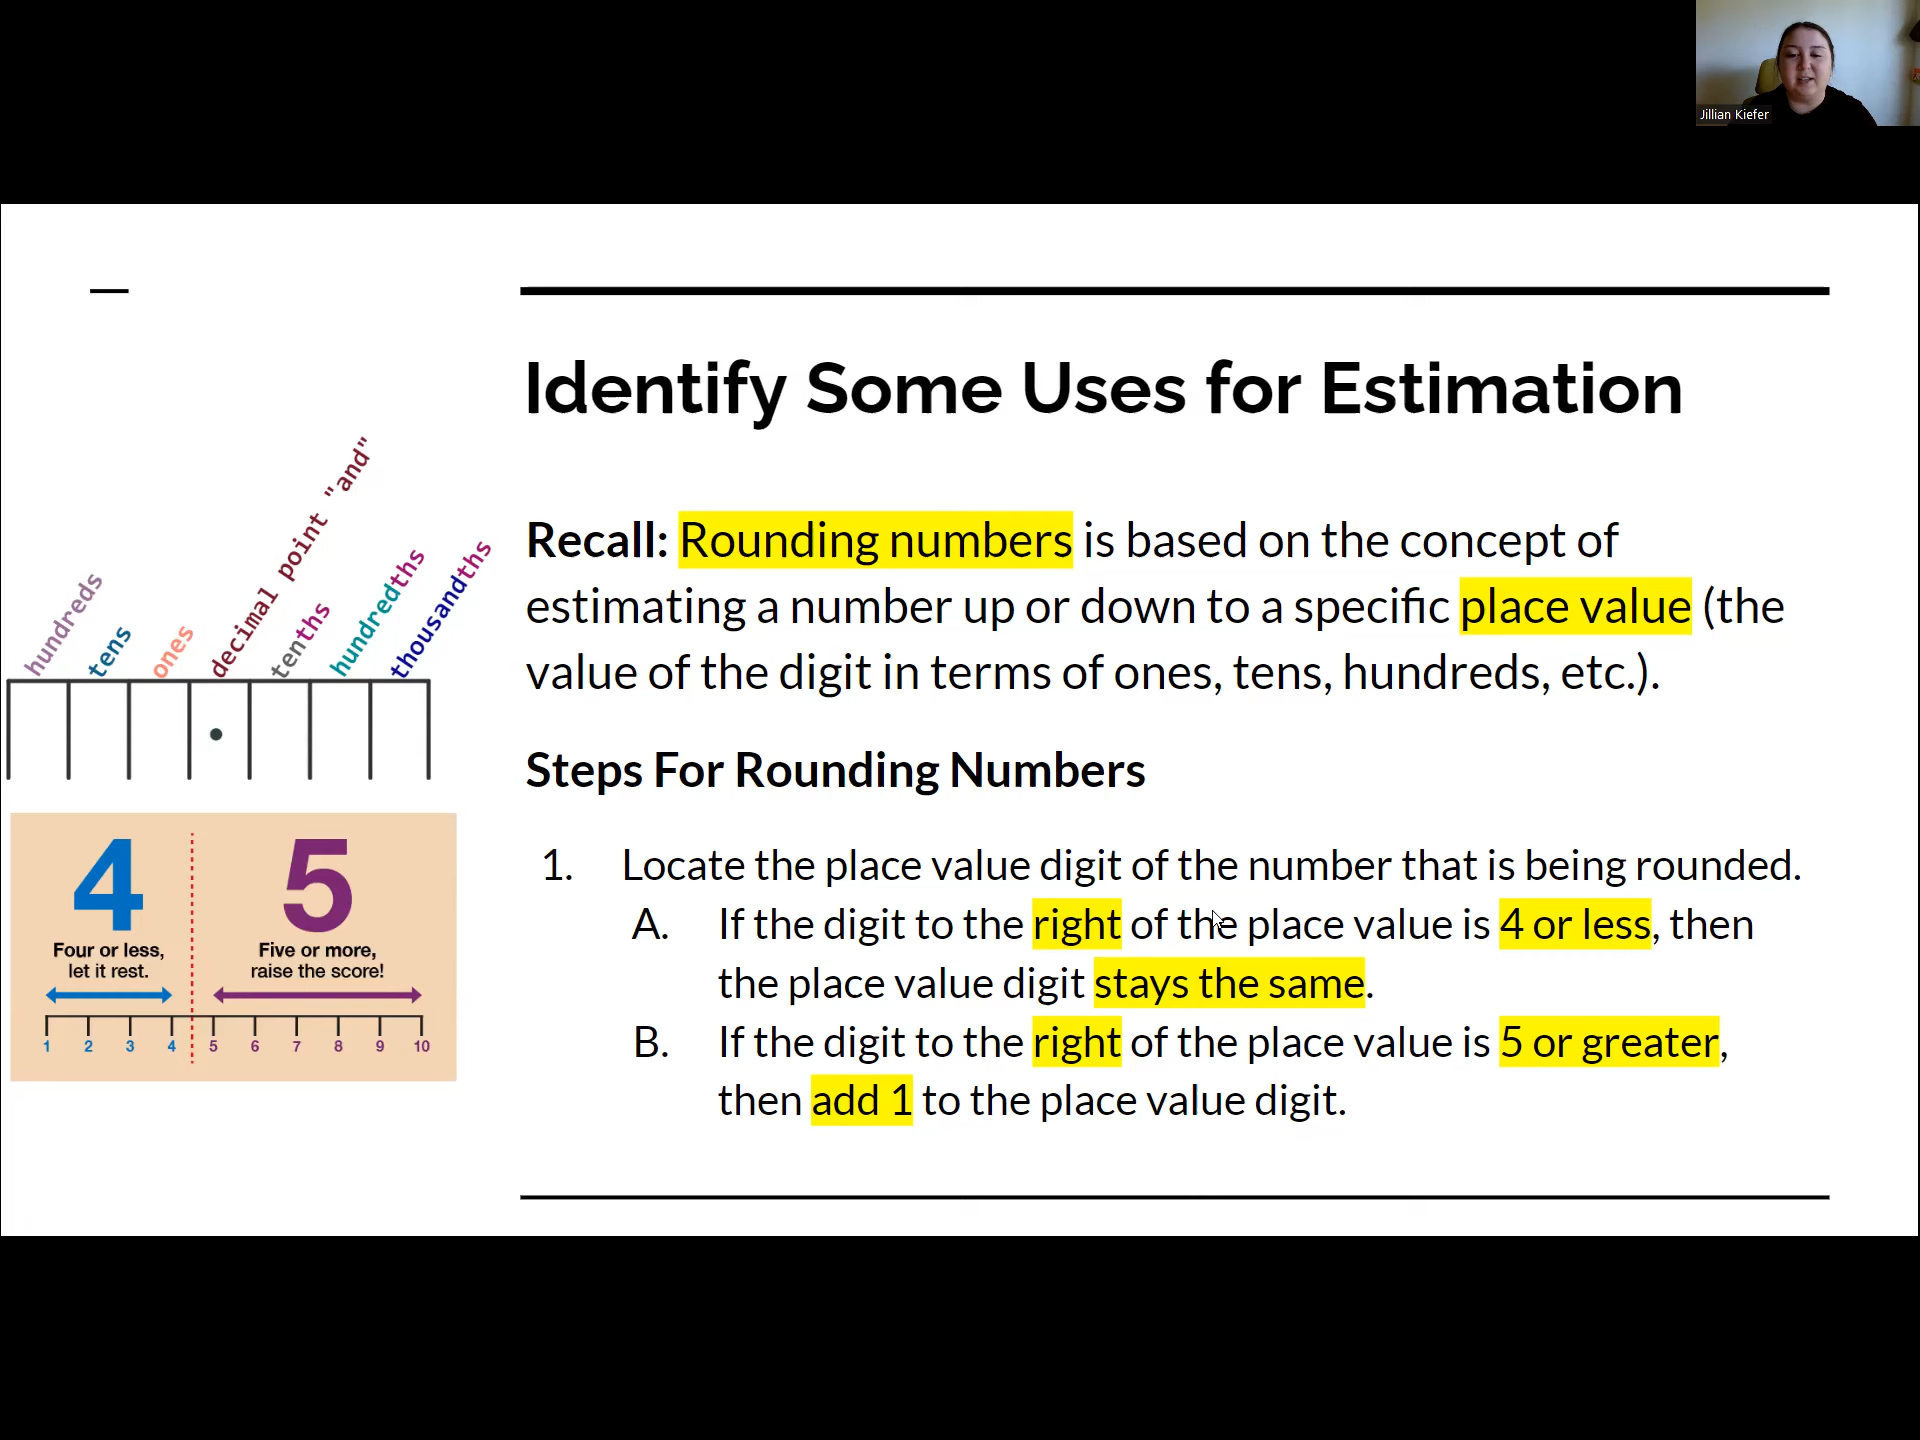 Jillian Kiefer
Identify Some Uses for Estimation
Recall: Rounding numbers is based on the concept of
estimating a number up or down to a specific place value (the
value of the digit in terms of ones, tens, hundreds, etc.).
Steps For Rounding Numbers
1. Locate the place value digit of the number that is being rounded.
A. If the digit to the right of the place value is 4 or less, then
the place value digit stays the same.
B. If the digit to the right of the place value is 5 or greater,
then add 1 to the place value digit.
hundreds
tens
ones
decimal point "and"
tenths
hundredths
thousandths
4
Four or less,
let it rest.
5
Five or more,
raise the score!
1 2 3 4 5 6 7 8 9 10